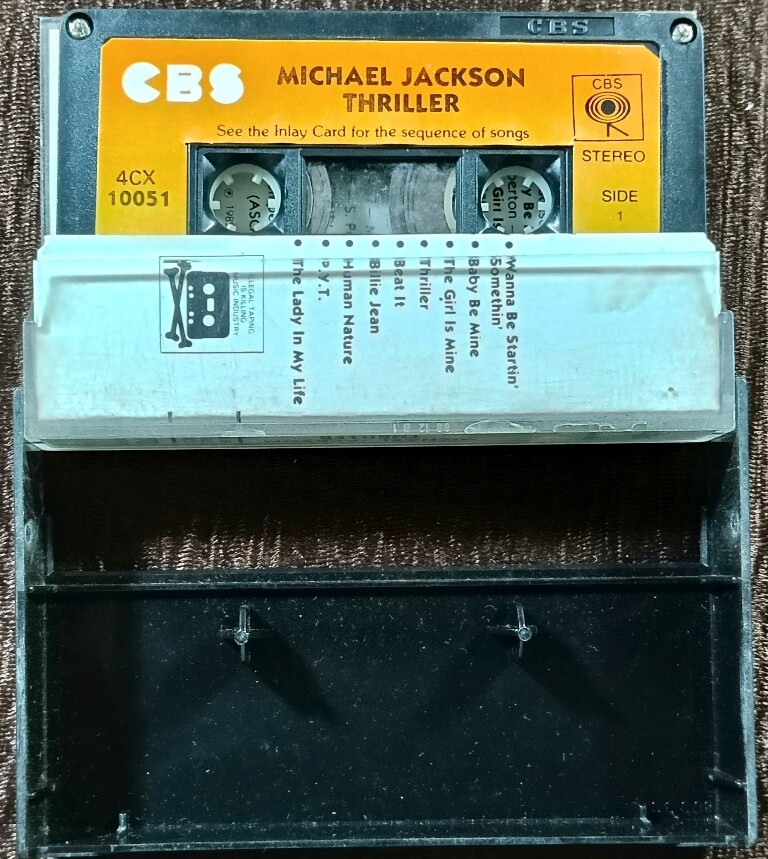 CBS
CBS
MICHAEL JACKSON
THRILLER
See the Inlay Card for the sequence of songs
CBS
STEREO
4CX
10051
SIDE
1
• Wanna Be Startin'
Somethin'
• Baby Be Mine
• The Girl Is Mine
• Thriller
• Beat It
• Billie Jean
• Human Nature
• P.Y.T.
• The Lady In My Life
ILLEGAL TAPING
IS KILLING
MUSIC INDUSTRY